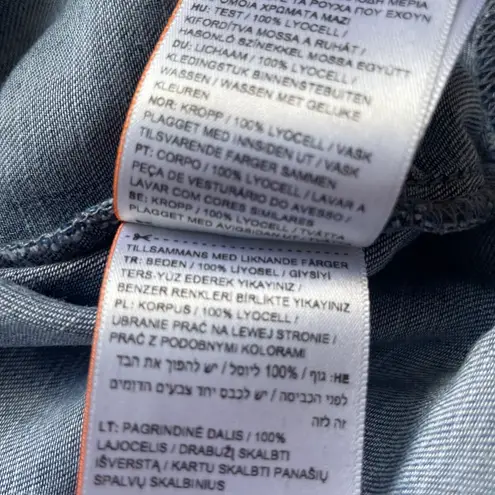 ΌΜΟΙΑ ΧΡΩΜΑΤΑ ΜΑΖΙ
HU: TEST / 100% LYOCELL /
KIFORDÍTVA MOSSA A RUHÁT /
HASONLÓ SZÍNEKKEL MOSSA EGYÜTT
DU: LICHAAM / 100% LYOCELL /
KLEDINGSTUK BINNENSTEBUITEN
WASSEN / WASSEN MET GELIJKE
KLEUREN
NOR: KROPP / 100% LYOCELL / VASK
PLAGGET MED INNSIDEN UT / VASK
TILSVARENDE FARGER SAMMEN
PT: CORPO / 100% LYOCELL / LAVAR A
PEÇA DE VESTURÁRIO DO AVESSO /
LAVAR COM CORES SIMILARES
SE: KROPP / 100% LYOCELL / TVÄTTA
PLAGGET MED AVIGSIDAN UT / TVÄTTA
TILLSAMMANS MED LIKNANDE FÄRGER
TR: BEDEN / 100% LIYOSEL / GİYSİYİ
TERS-YÜZ EDEREK YIKAYINIZ /
BENZER RENKLERİ BİRLİKTE YIKAYINIZ
PL: KORPUS / 100% LYOCELL /
UBRANIE PRAĆ NA LEWEJ STRONIE /
PRAĆ Z PODOBNYMI KOLORAMI
HE: גוף / 100% ליוסל / יש להפוך את הבד
לפני הכביסה / יש לכבס יחד צבעים הדומים
זה לזה
LT: PAGRINDINĖ DALIS / 100%
LAJOCELIS / DRABUŽĮ SKALBTI
IŠVERSTĄ / KARTU SKALBTI PANAŠIŲ
SPALVŲ SKALBINIUS